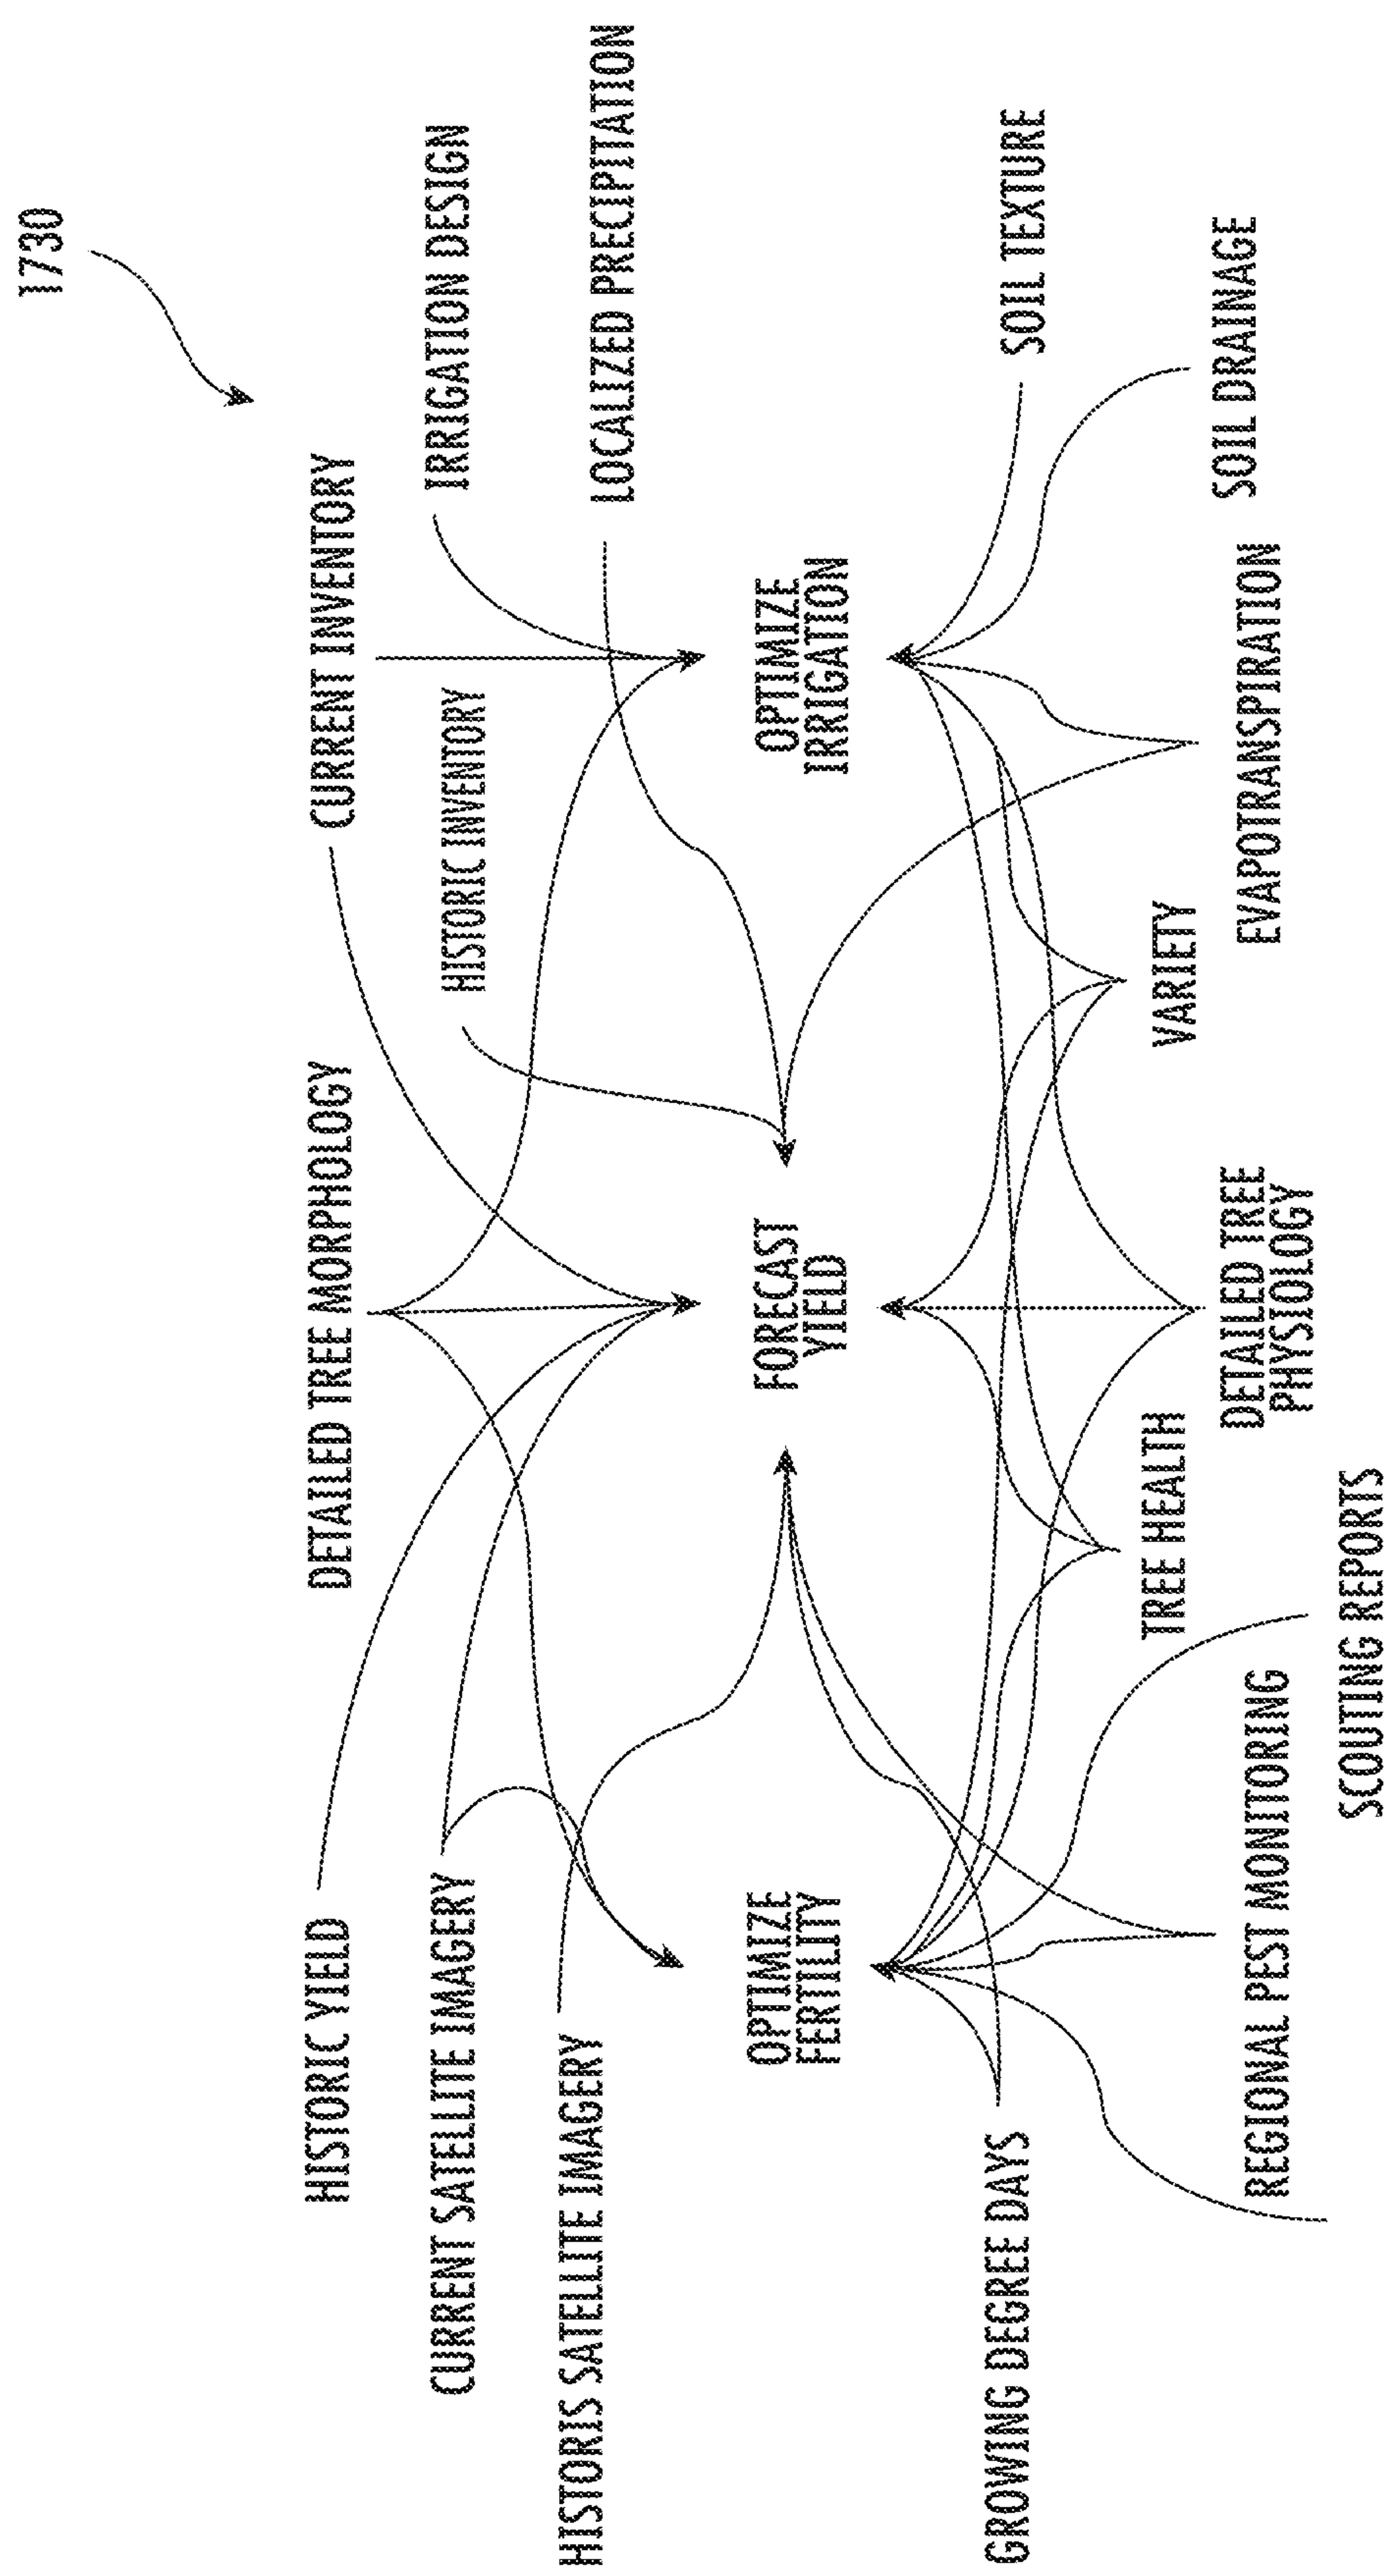 1730
HISTORIC YIELD
DETAILED TREE MORPHOLOGY
CURRENT INVENTORY
CURRENT SATELLITE IMAGERY
HISTORIC INVENTORY
IRRIGATION DESIGN
HISTORIS SATELLITE IMAGERY
LOCALIZED PRECIPITATION
OPTIMIZE
FERTILITY
FORECAST
YIELD
OPTIMIZE
IRRIGATION
GROWING DEGREE DAYS
SOIL TEXTURE
TREE HEALTH
VARIETY
REGIONAL PEST MONITORING
DETAILED TREE
PHYSIOLOGY
EVAPOTRANSPIRATION
SOIL DRAINAGE
SCOUTING REPORTS